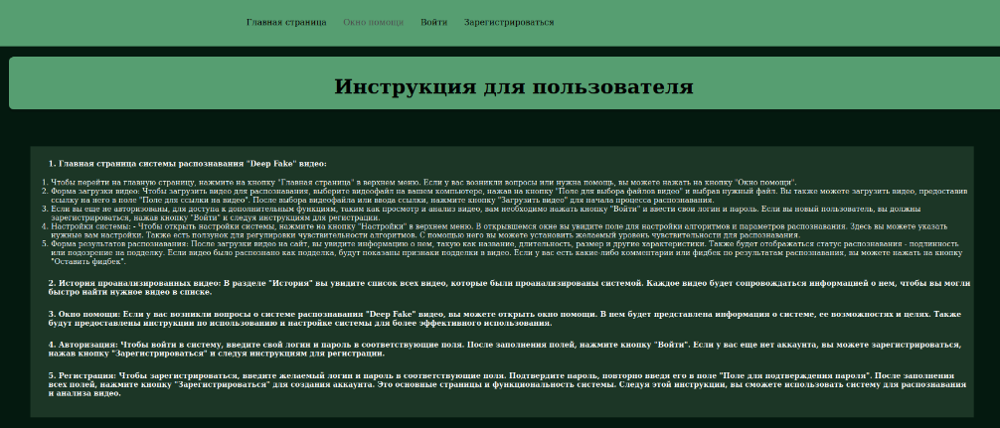 Главная страница Окно помощи Войти Зарегистрироваться
Инструкция для пользователя
1. Главная страница системы распознавания "Deep Fake" видео:
1. Чтобы перейти на главную страницу, нажмите на кнопку "Главная страница" в верхнем меню. Если у вас возникли вопросы или нужна помощь, вы можете нажать на кнопку "Окно помощи".
2. Форма загрузки видео: Чтобы загрузить видео для распознавания, выберите видеофайл на вашем компьютере, нажав на кнопку "Поле для выбора файлов видео" и выбрав нужный файл. Вы также можете загрузить видео, предоставив
ссылку на него в поле "Поле для ссылки на видео". После выбора видеофайла или ввода ссылки, нажмите кнопку "Загрузить видео" для начала процесса распознавания.
3. Если вы еще не авторизованы, для доступа к дополнительным функциям, таким как просмотр и анализ видео, вам необходимо нажать кнопку "Войти" и ввести свои логин и пароль. Если вы новый пользователь, вы должны
зарегистрироваться, нажав кнопку "Войти" и следуя инструкциям для регистрации.
4. Настройки системы: - Чтобы открыть настройки системы, нажмите на кнопку "Настройки" в верхнем меню. В открывшемся окне вы увидите поле для настройки алгоритмов и параметров распознавания. Здесь вы можете указать
нужные вам настройки. Также есть ползунок для регулировки чувствительности алгоритмов. С помощью него вы можете установить желаемый уровень чувствительности для распознавания.
5. Форма результатов распознавания: После загрузки видео на сайт, вы увидите информацию о нем, такую как название, длительность, размер и другие характеристики. Также будет отображаться статус распознавания - подлинность
или подозрение на подделку. Если видео было распознано как подделка, будут показаны признаки подделки в видео. Если у вас есть какие-либо комментарии или фидбек по результатам распознавания, вы можете нажать на кнопку
"Оставить фидбек".
2. История проанализированных видео: В разделе "История" вы увидите список всех видео, которые были проанализированы системой. Каждое видео будет сопровождаться информацией о нем, чтобы вы могли
быстро найти нужное видео в списке.
3. Окно помощи: Если у вас возникли вопросы о системе распознавания "Deep Fake" видео, вы можете открыть окно помощи. В нем будет представлена информация о системе, ее возможностях и целях. Также
будут предоставлены инструкции по использованию и настройке системы для более эффективного использования.
4. Авторизация: Чтобы войти в систему, введите свой логин и пароль в соответствующие поля. После заполнения полей, нажмите кнопку "Войти". Если у вас еще нет аккаунта, вы можете зарегистрироваться,
нажав кнопку "Зарегистрироваться" и следуя инструкциям для регистрации.
5. Регистрация: Чтобы зарегистрироваться, введите желаемый логин и пароль в соответствующие поля. Подтвердите пароль, повторно введя его в поле "Поле для подтверждения пароля". После заполнения
всех полей, нажмите кнопку "Зарегистрироваться" для создания аккаунта. Это основные страницы и функциональность системы. Следуя этой инструкции, вы сможете использовать систему для распознавания
и анализа видео.